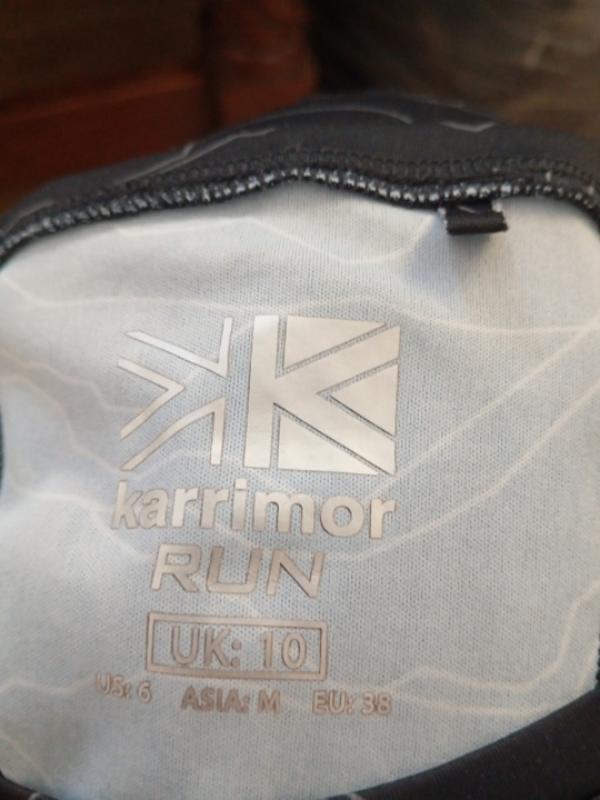 karrimor
RUN
UK: 10
US: 6 ASIA: M EU: 38